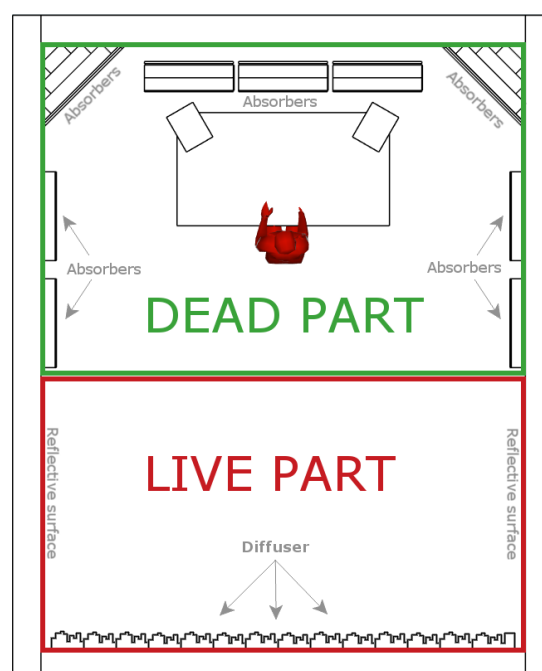 Absorbers
Absorbers
Absorbers
Absorbers
Absorbers
DEAD PART
Reflective surface
LIVE PART
Reflective surface
Diffuser